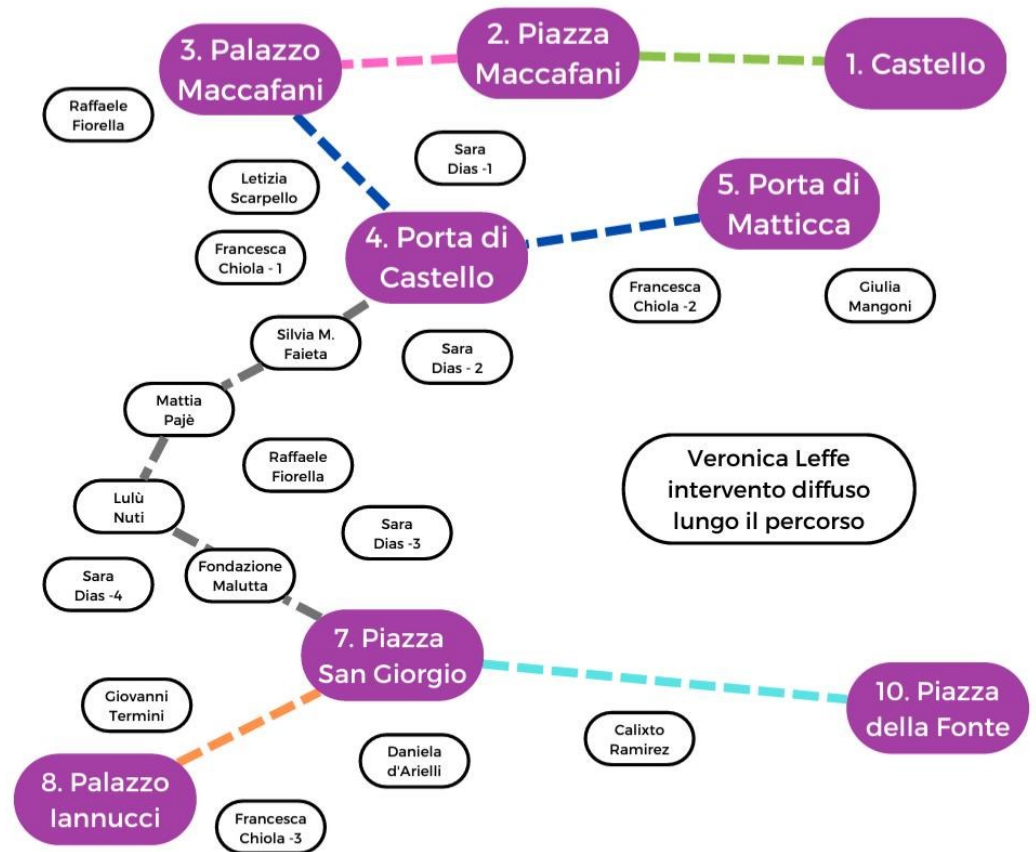 3. Palazzo
Maccafani
2. Piazza
Maccafani
1. Castello
Raffaele
Fiorella
Sara
Dias -1
Letizia
Scarpello
5. Porta di
Matticca
Francesca
Chiola - 1
4. Porta di
Castello
Francesca
Chiola -2
Giulia
Mangoni
Silvia M.
Faieta
Sara
Dias - 2
Mattia
Pajè
Raffaele
Fiorella
Veronica Leffe
intervento diffuso
lungo il percorso
Lulù
Nuti
Sara
Dias -3
Sara
Dias -4
Fondazione
Malutta
7. Piazza
San Giorgio
10. Piazza
della Fonte
Giovanni
Termini
Calixto
Ramirez
Daniela
d'Arielli
8. Palazzo
Iannucci
Francesca
Chiola -3